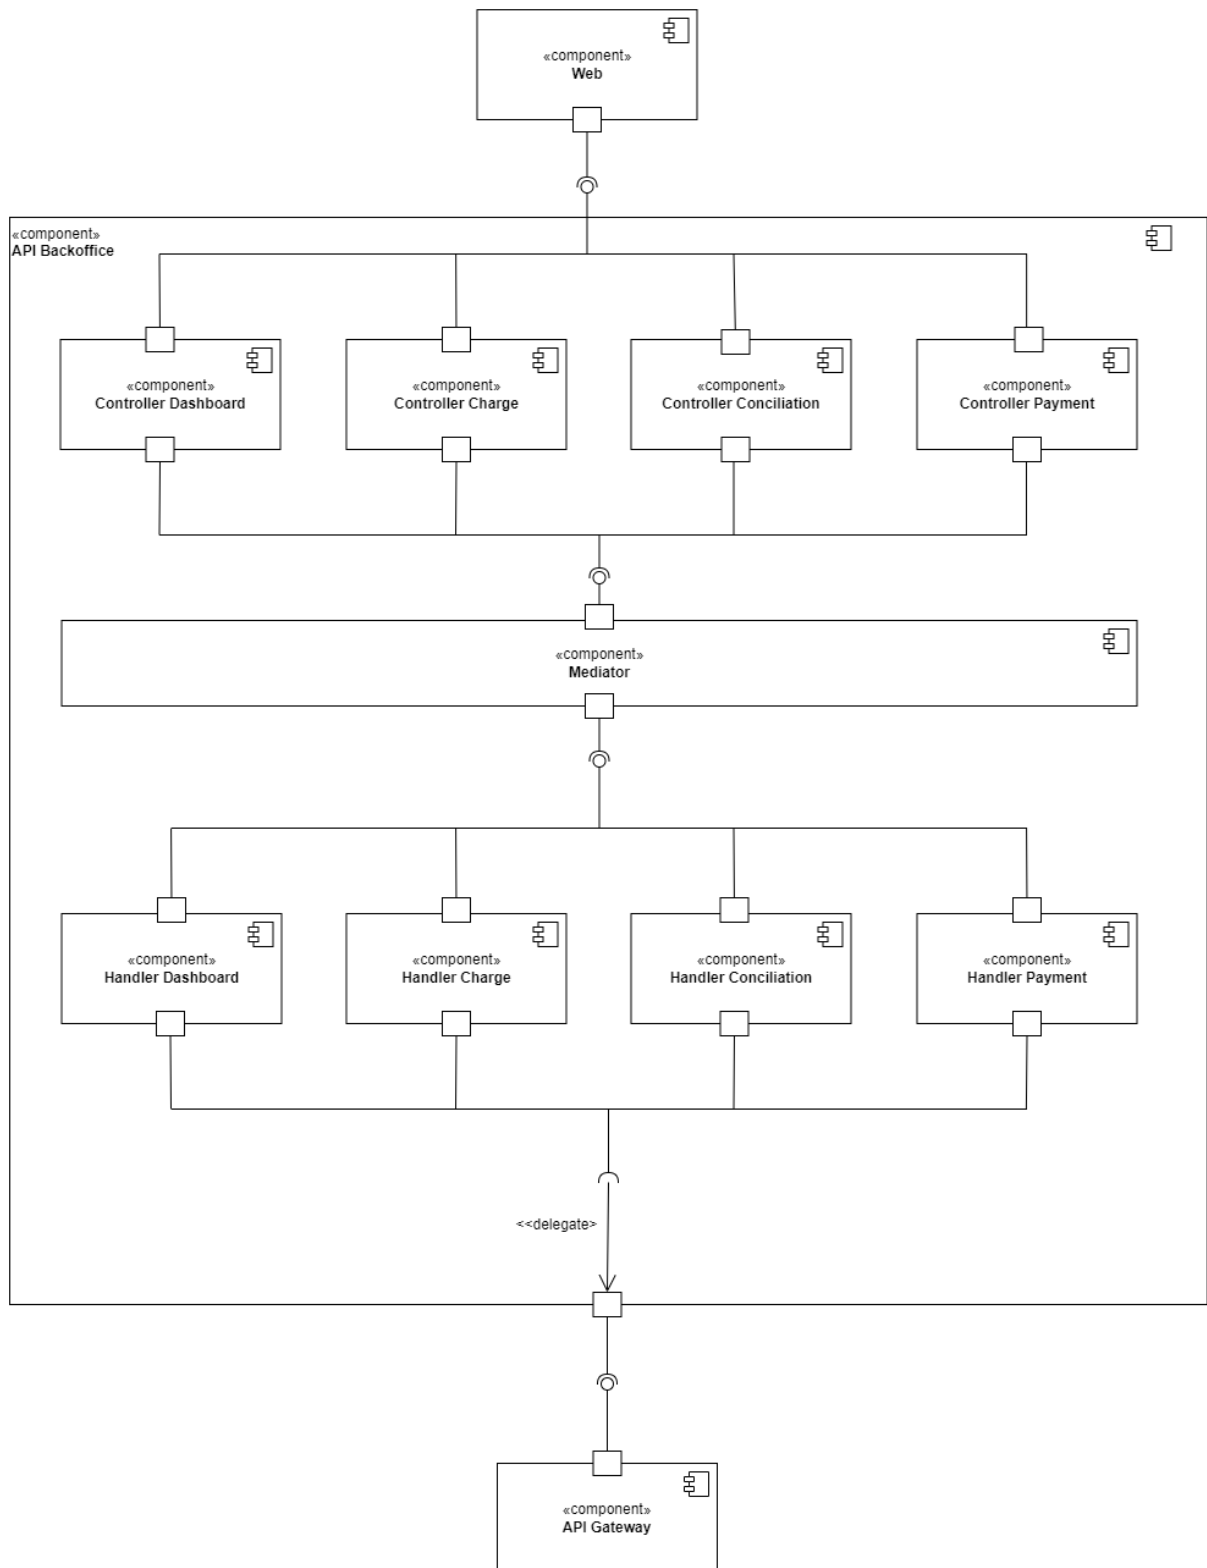 «component»
Web
«component»
API Backoffice
«component»
Controller Dashboard
«component»
Controller Charge
«component»
Controller Conciliation
«component»
Controller Payment
«component»
Mediator
«component»
Handler Dashboard
«component»
Handler Charge
«component»
Handler Conciliation
«component»
Handler Payment
<<delegate>
«component»
API Gateway